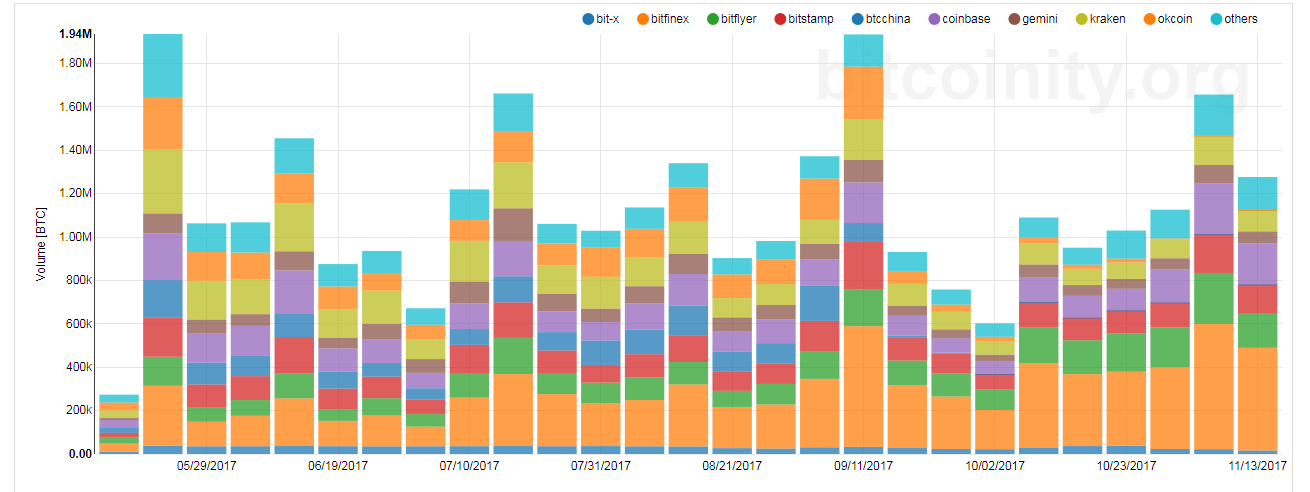 bit-x bitfinex bitflyer bitstamp btcchina coinbase gemini kraken okcoin others
bitcoinity.org
Volume [BTC]
1.94M
1.80M
1.60M
1.40M
1.20M
1.00M
800k
600k
400k
200k
0.00
05/29/2017 06/19/2017 07/10/2017 07/31/2017 08/21/2017 09/11/2017 10/02/2017 10/23/2017 11/13/2017